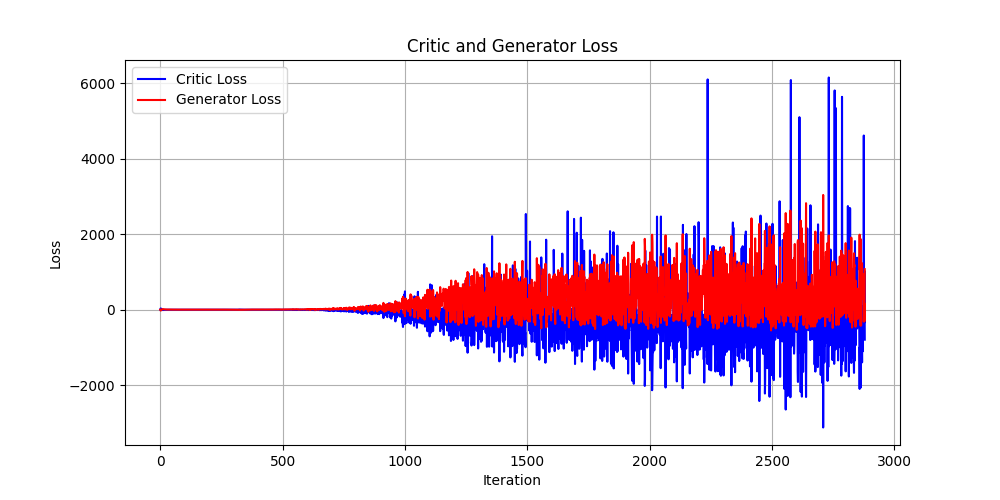 Critic and Generator Loss
Critic Loss
Generator Loss
6000
4000
2000
0
−2000
Loss
0 500 1000 1500 2000 2500 3000
Iteration